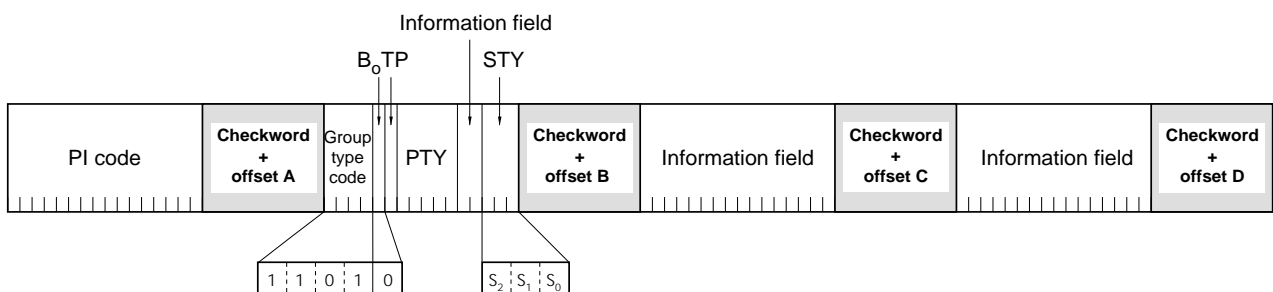 Information field
BoTP
STY
PI code
Checkword
+
offset A
Group
type
code
PTY
Checkword
+
offset B
Information field
Checkword
+
offset C
Information field
Checkword
+
offset D
1 1 0 1 0
S2 S1 S0